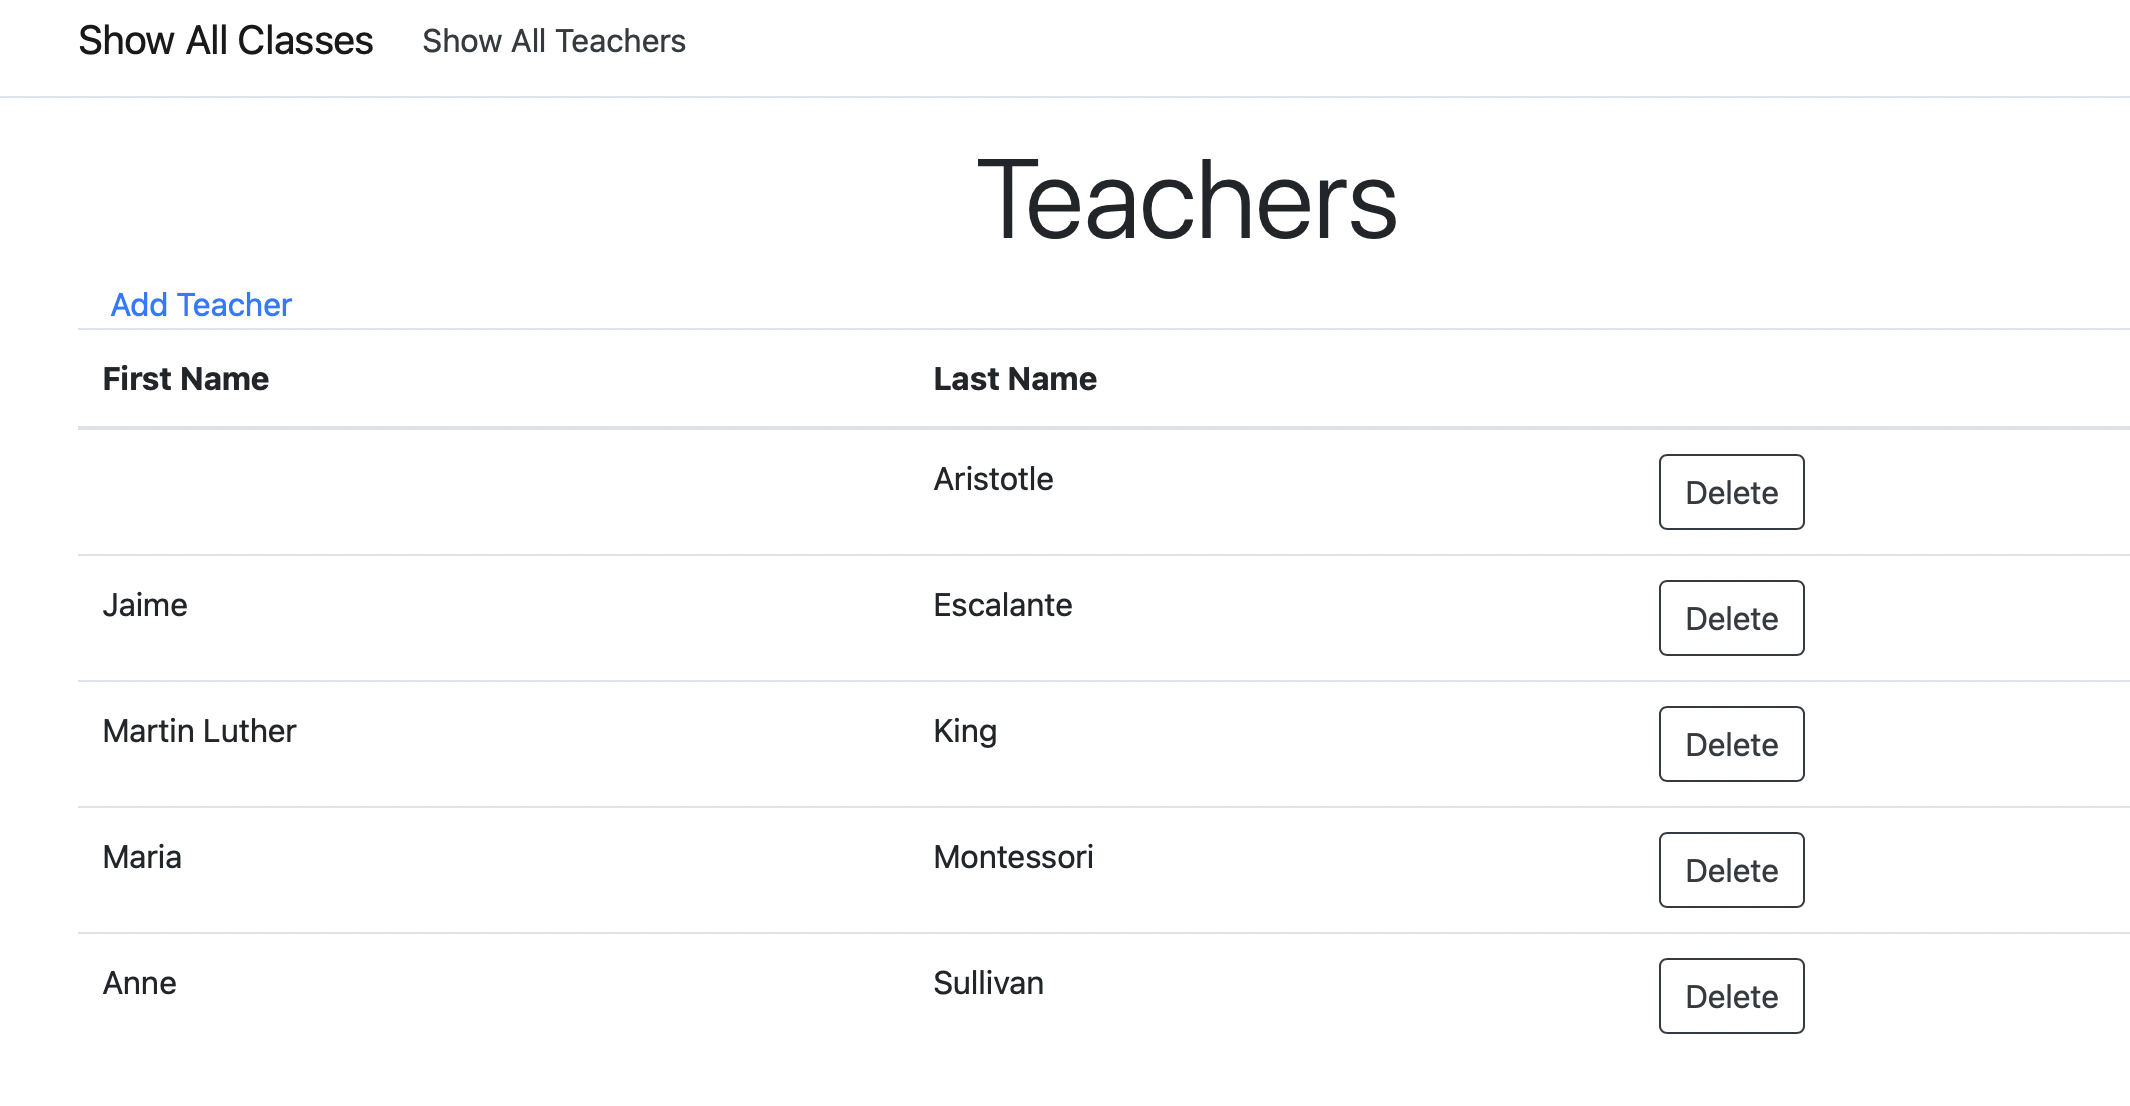 Show All Classes Show All Teachers
Teachers
Add Teacher
First Name Last Name
Aristotle Delete
Jaime Escalante Delete
Martin Luther King Delete
Maria Montessori Delete
Anne Sullivan Delete